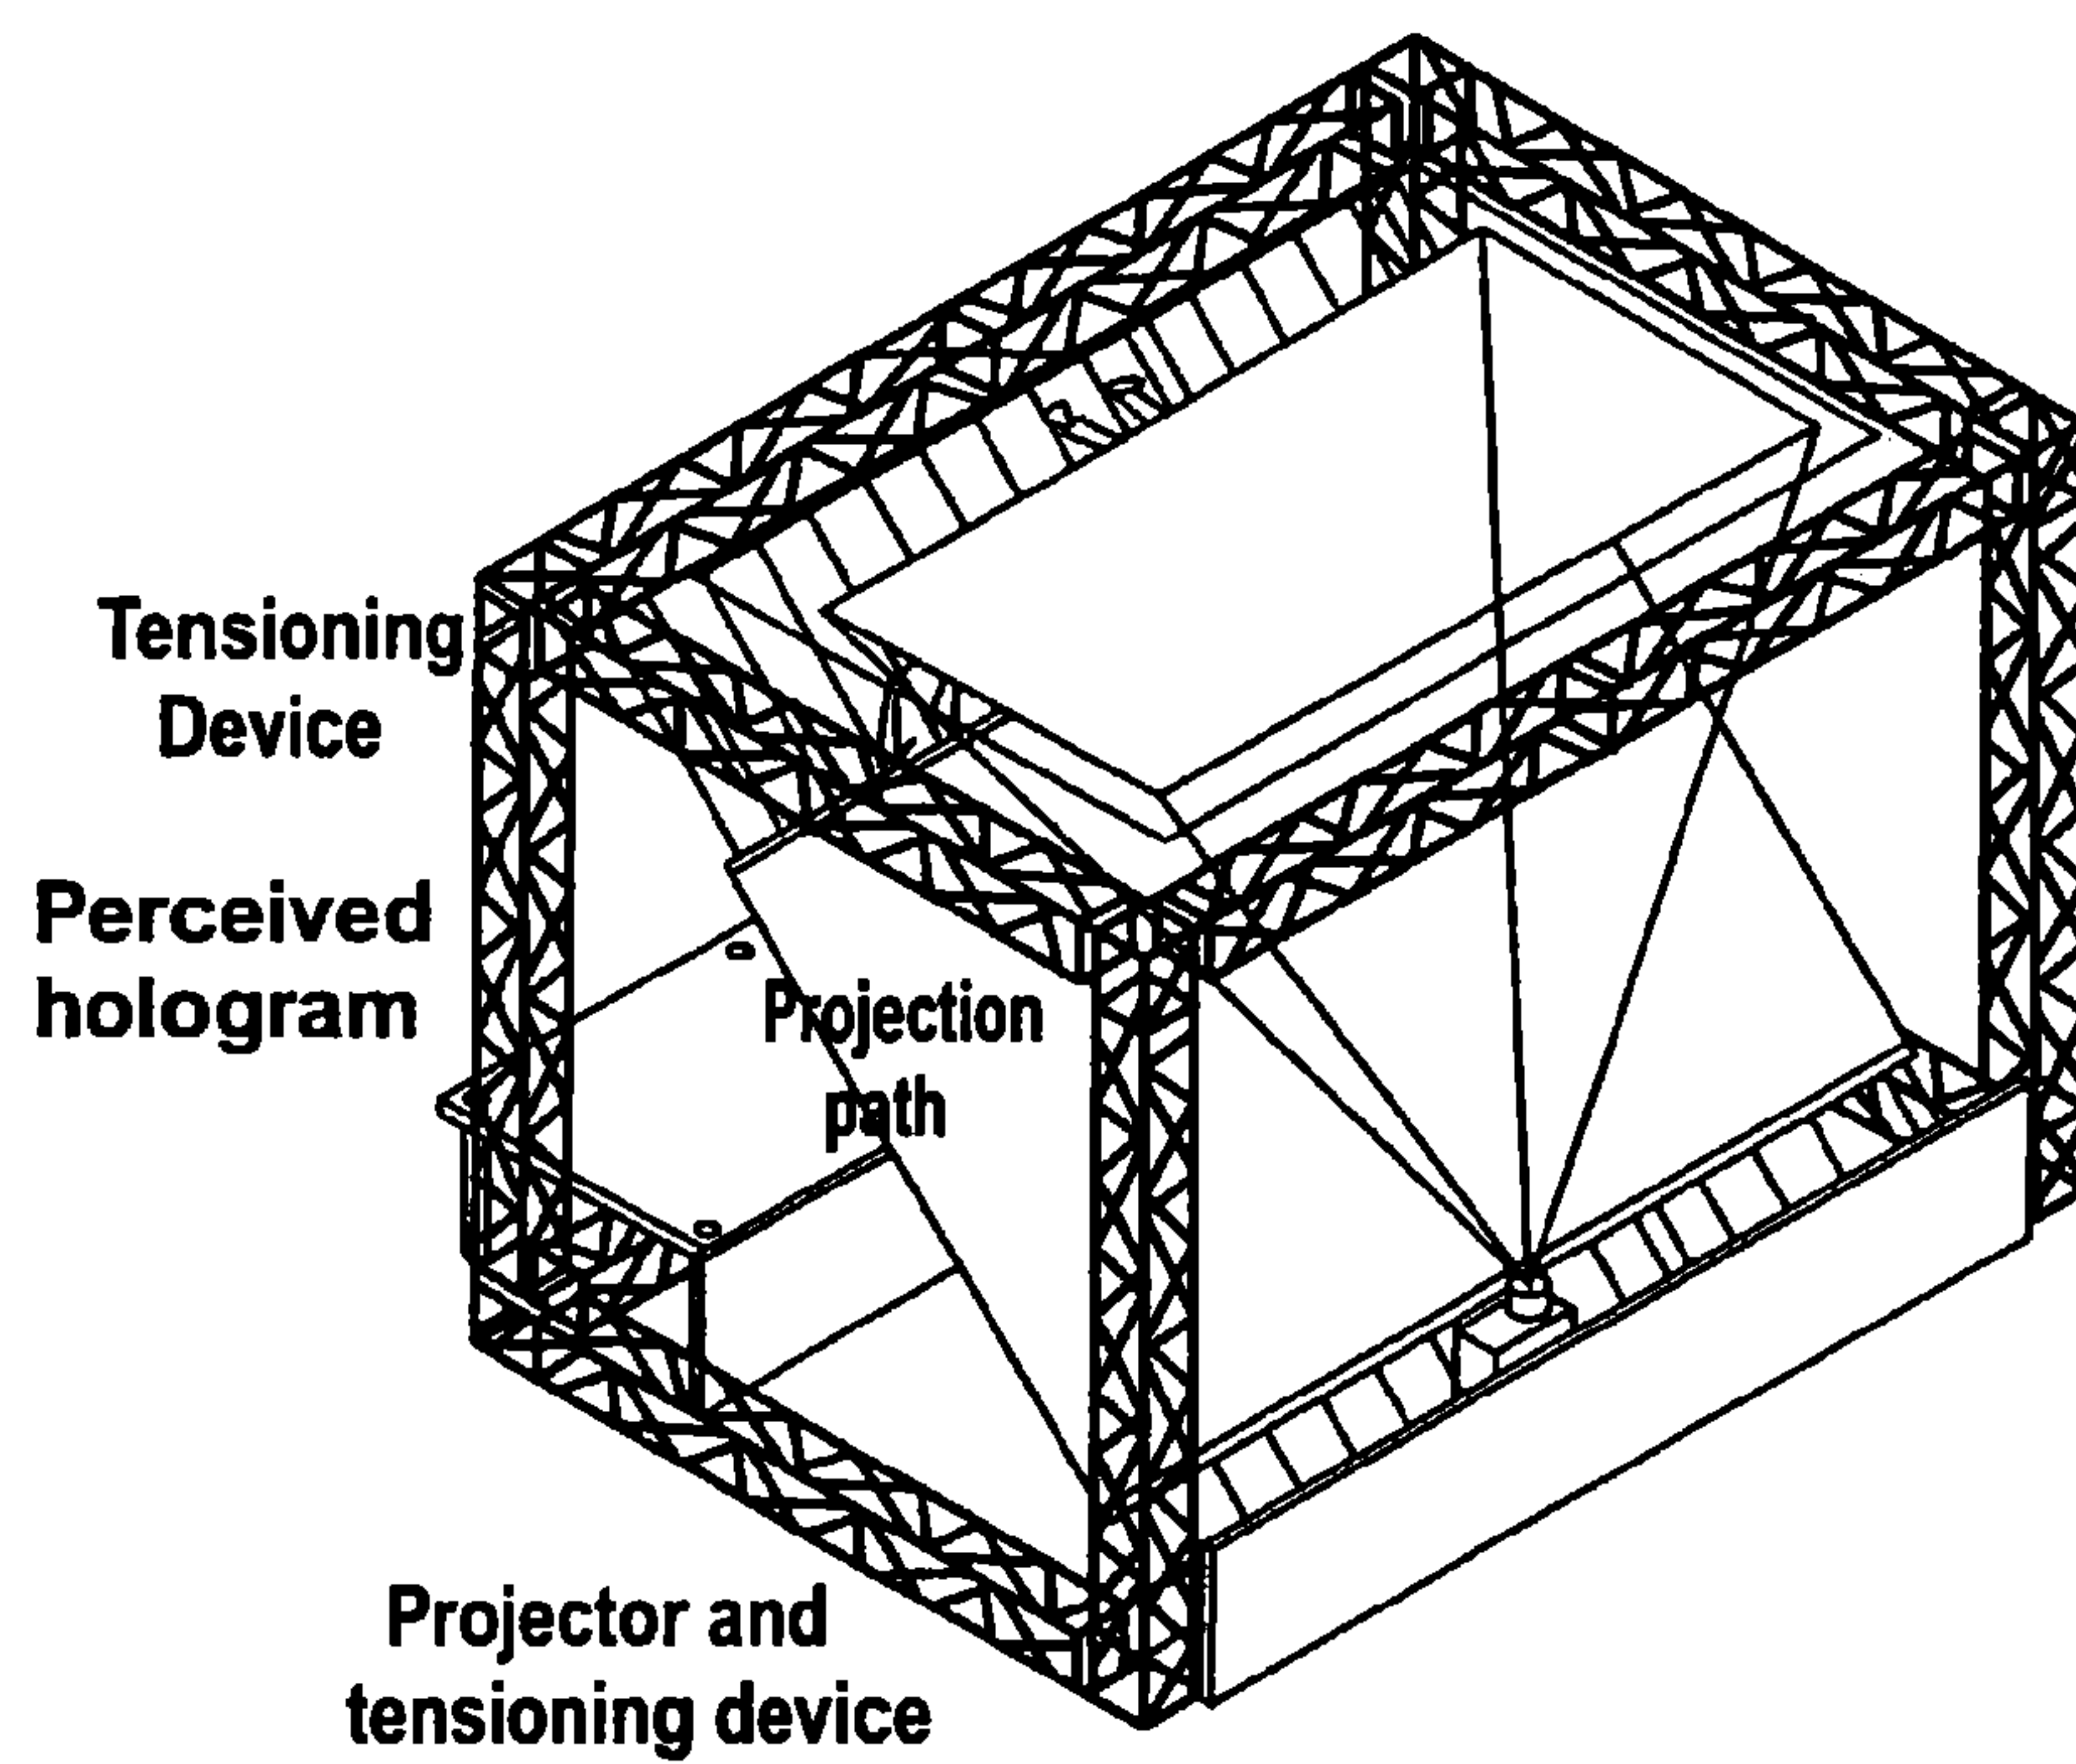 Tensioning
Device
Perceived
hologram
Projection
path
Projector and
tensioning device